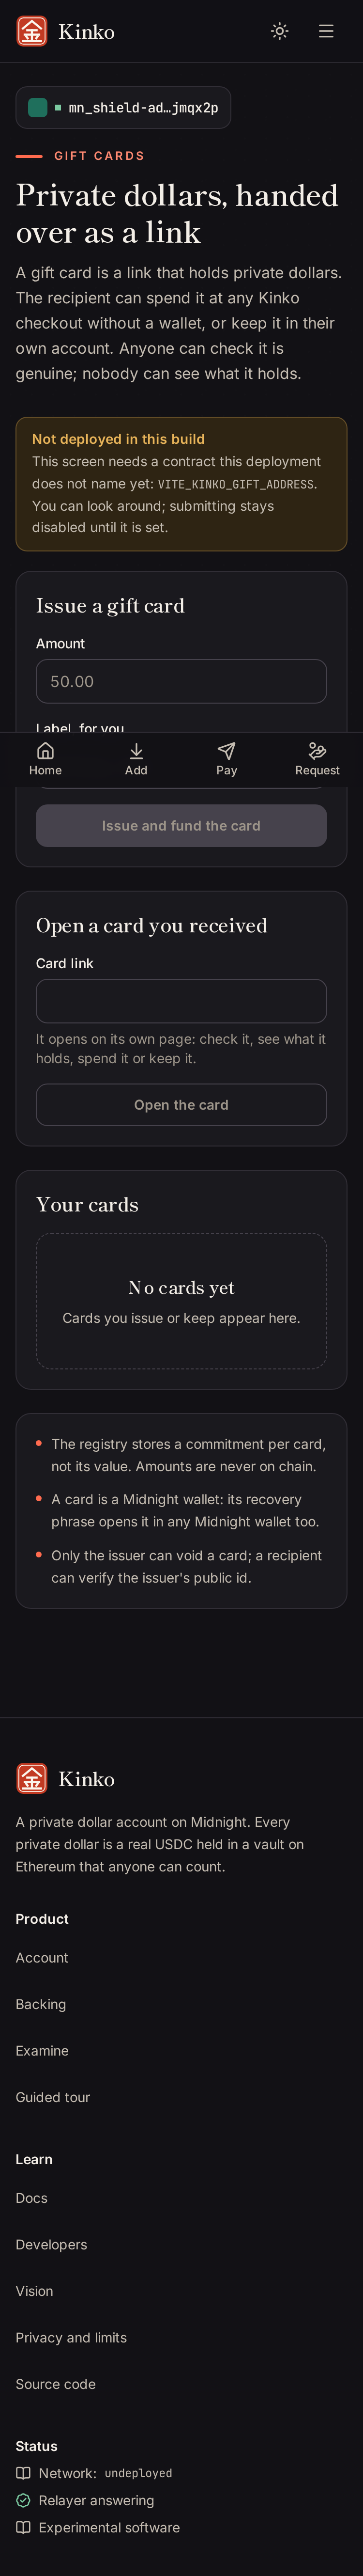 金 Kinko
mn_shield-ad…jmqx2p
GIFT CARDS
Private dollars, handed
over as a link
A gift card is a link that holds private dollars.
The recipient can spend it at any Kinko
checkout without a wallet, or keep it in their
own account. Anyone can check it is
genuine; nobody can see what it holds.
Not deployed in this build
This screen needs a contract this deployment
does not name yet: VITE_KINKO_GIFT_ADDRESS.
You can look around; submitting stays
disabled until it is set.
Issue a gift card
Amount
50.00
Label, for you
Home Add Pay Request
Issue and fund the card
Open a card you received
Card link
It opens on its own page: check it, see what it
holds, spend it or keep it.
Open the card
Your cards
No cards yet
Cards you issue or keep appear here.
The registry stores a commitment per card,
not its value. Amounts are never on chain.
A card is a Midnight wallet: its recovery
phrase opens it in any Midnight wallet too.
Only the issuer can void a card; a recipient
can verify the issuer's public id.
金 Kinko
A private dollar account on Midnight. Every
private dollar is a real USDC held in a vault on
Ethereum that anyone can count.
Product
Account
Backing
Examine
Guided tour
Learn
Docs
Developers
Vision
Privacy and limits
Source code
Status
Network: undeployed
Relayer answering
Experimental software